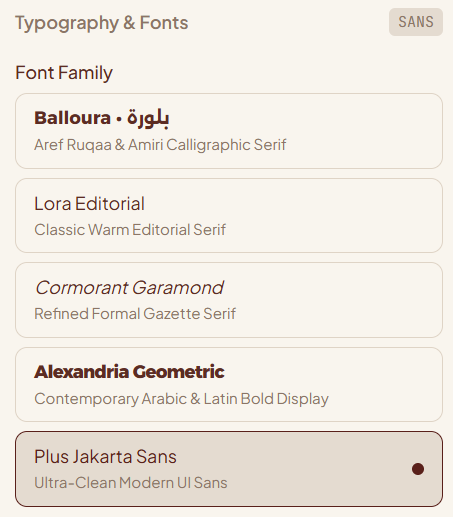 Typography & Fonts
SANS
Font Family
Balloura • بلورة
Aref Ruqaa & Amiri Calligraphic Serif
Lora Editorial
Classic Warm Editorial Serif
Cormorant Garamond
Refined Formal Gazette Serif
Alexandria Geometric
Contemporary Arabic & Latin Bold Display
Plus Jakarta Sans
Ultra-Clean Modern UI Sans